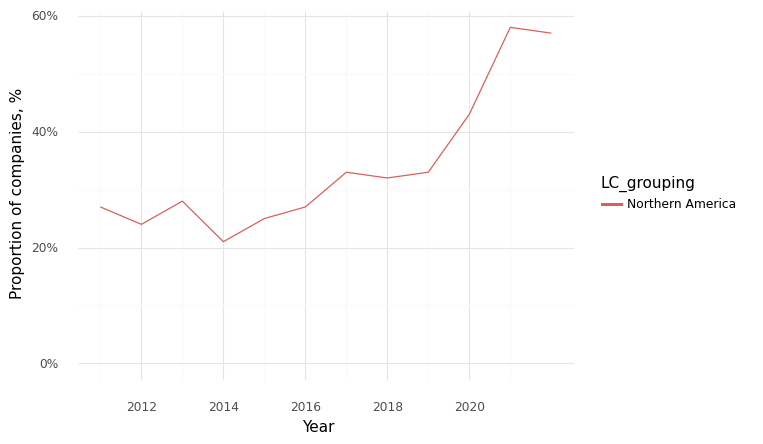 60%
40%
20%
0%
Proportion of companies, %
2012 2014 2016 2018 2020
Year
LC_grouping
Northern America